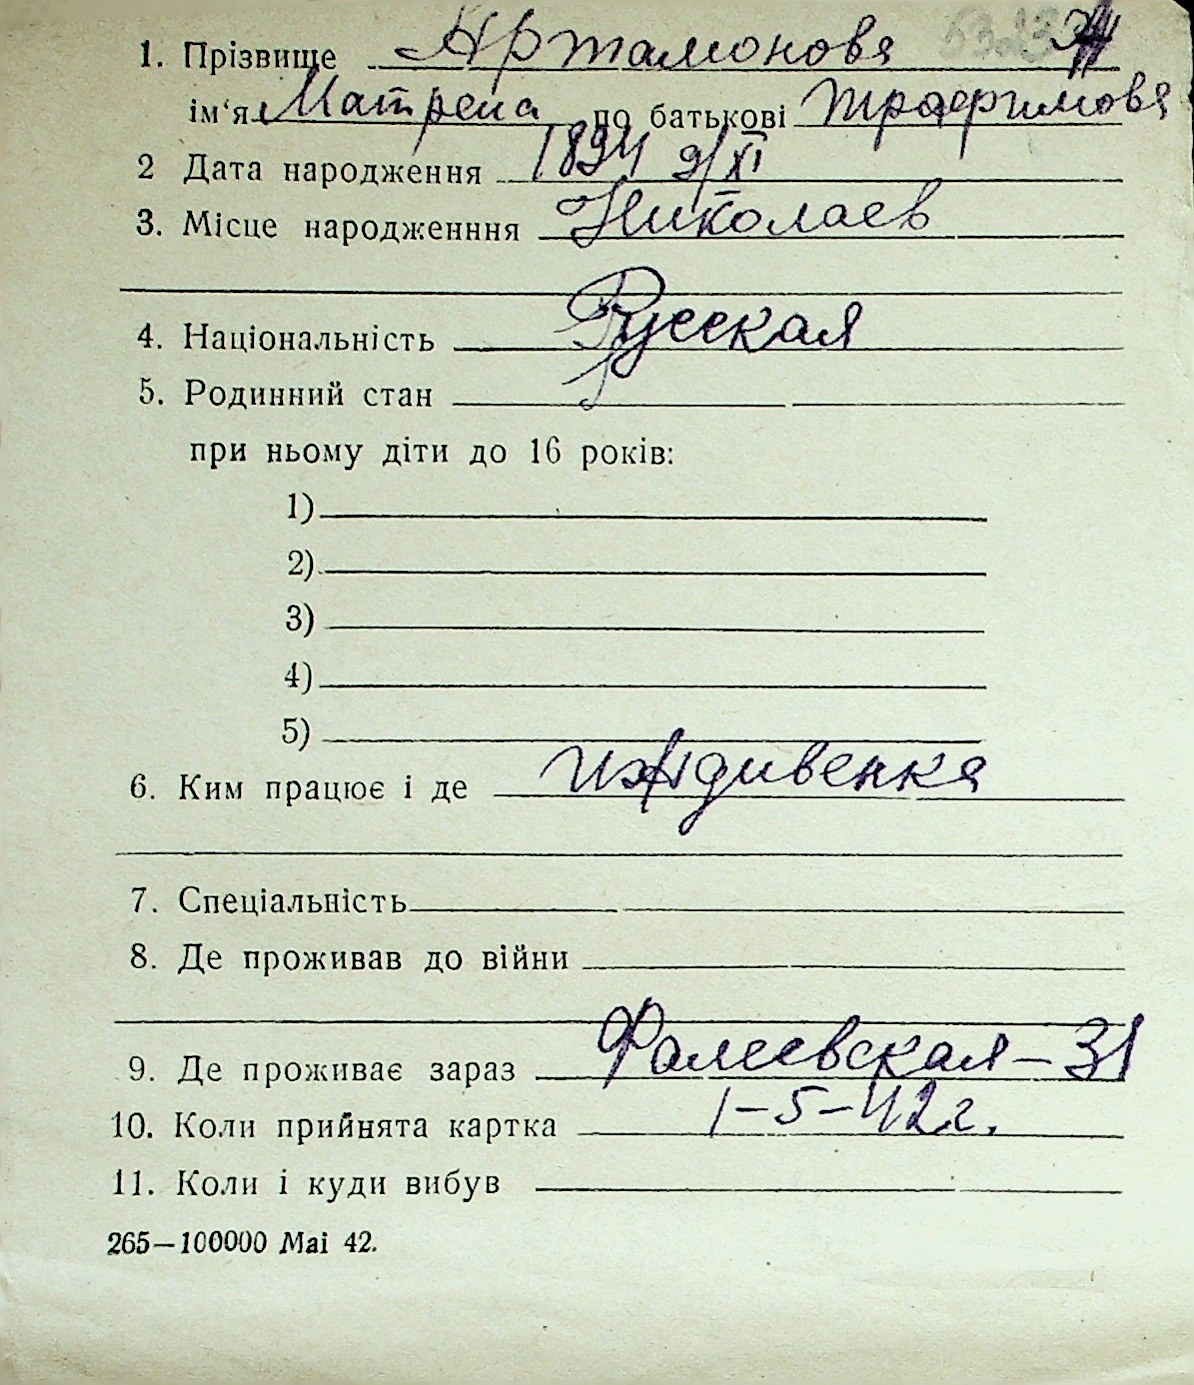 1. Прізвище Артамонова
ім'я Матрена по батькові Трофимова
2 Дата народження 1894 9/XI
3. Місце народженння Николаев
4. Національність Русская
5. Родинний стан
при ньому діти до 16 років:
1)
2)
3)
4)
5)
6. Ким працює і де иждивенка
7. Спеціальність
8. Де проживав до війни
9. Де проживає зараз Фалеевская-31
10. Коли прийнята картка 1-5-42 г.
11. Коли і куди вибув
265—100000 Mai 42.